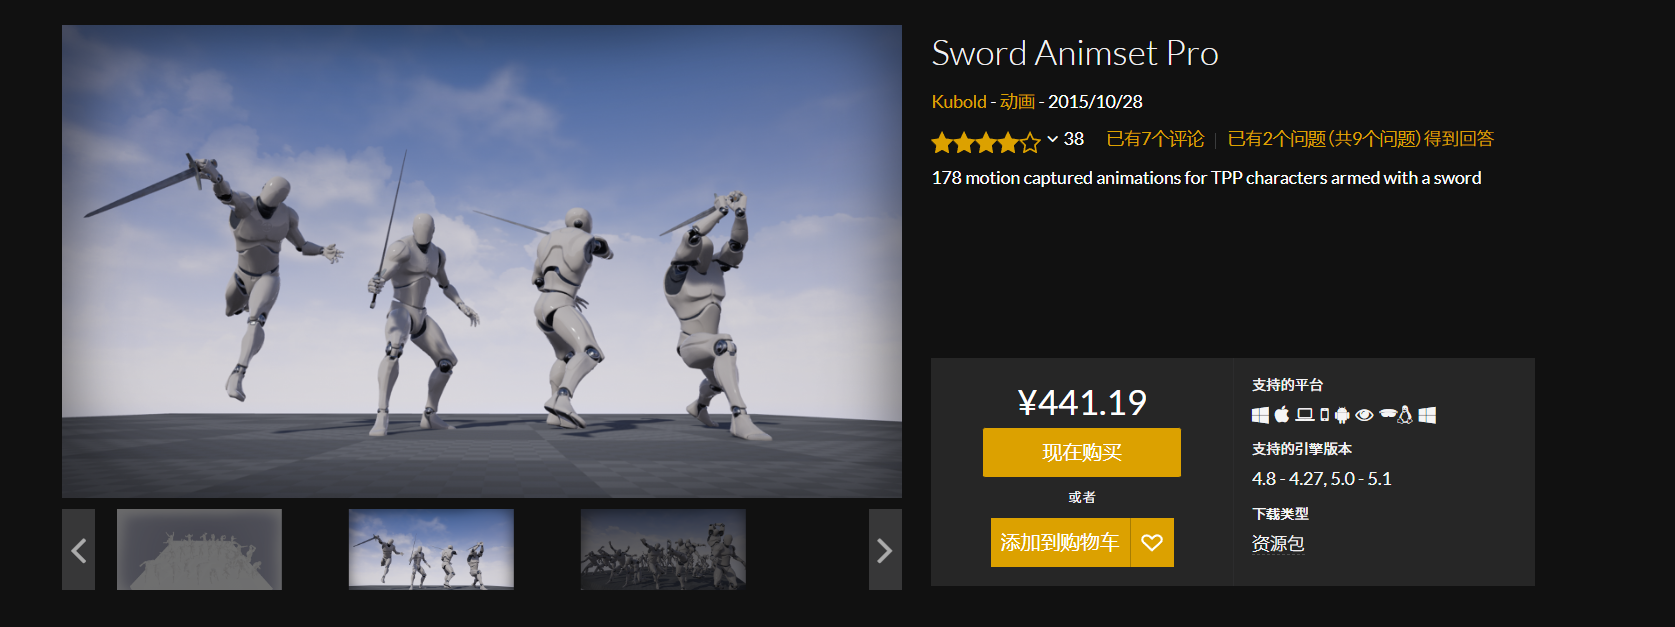 Sword Animset Pro
Kubold - 动画 - 2015/10/28
38 已有7个评论 | 已有2个问题 (共9个问题) 得到回答
178 motion captured animations for TPP characters armed with a sword
¥441.19
现在购买
或者
添加到购物车
支持的平台
支持的引擎版本
4.8 - 4.27, 5.0 - 5.1
下载类型
资源包